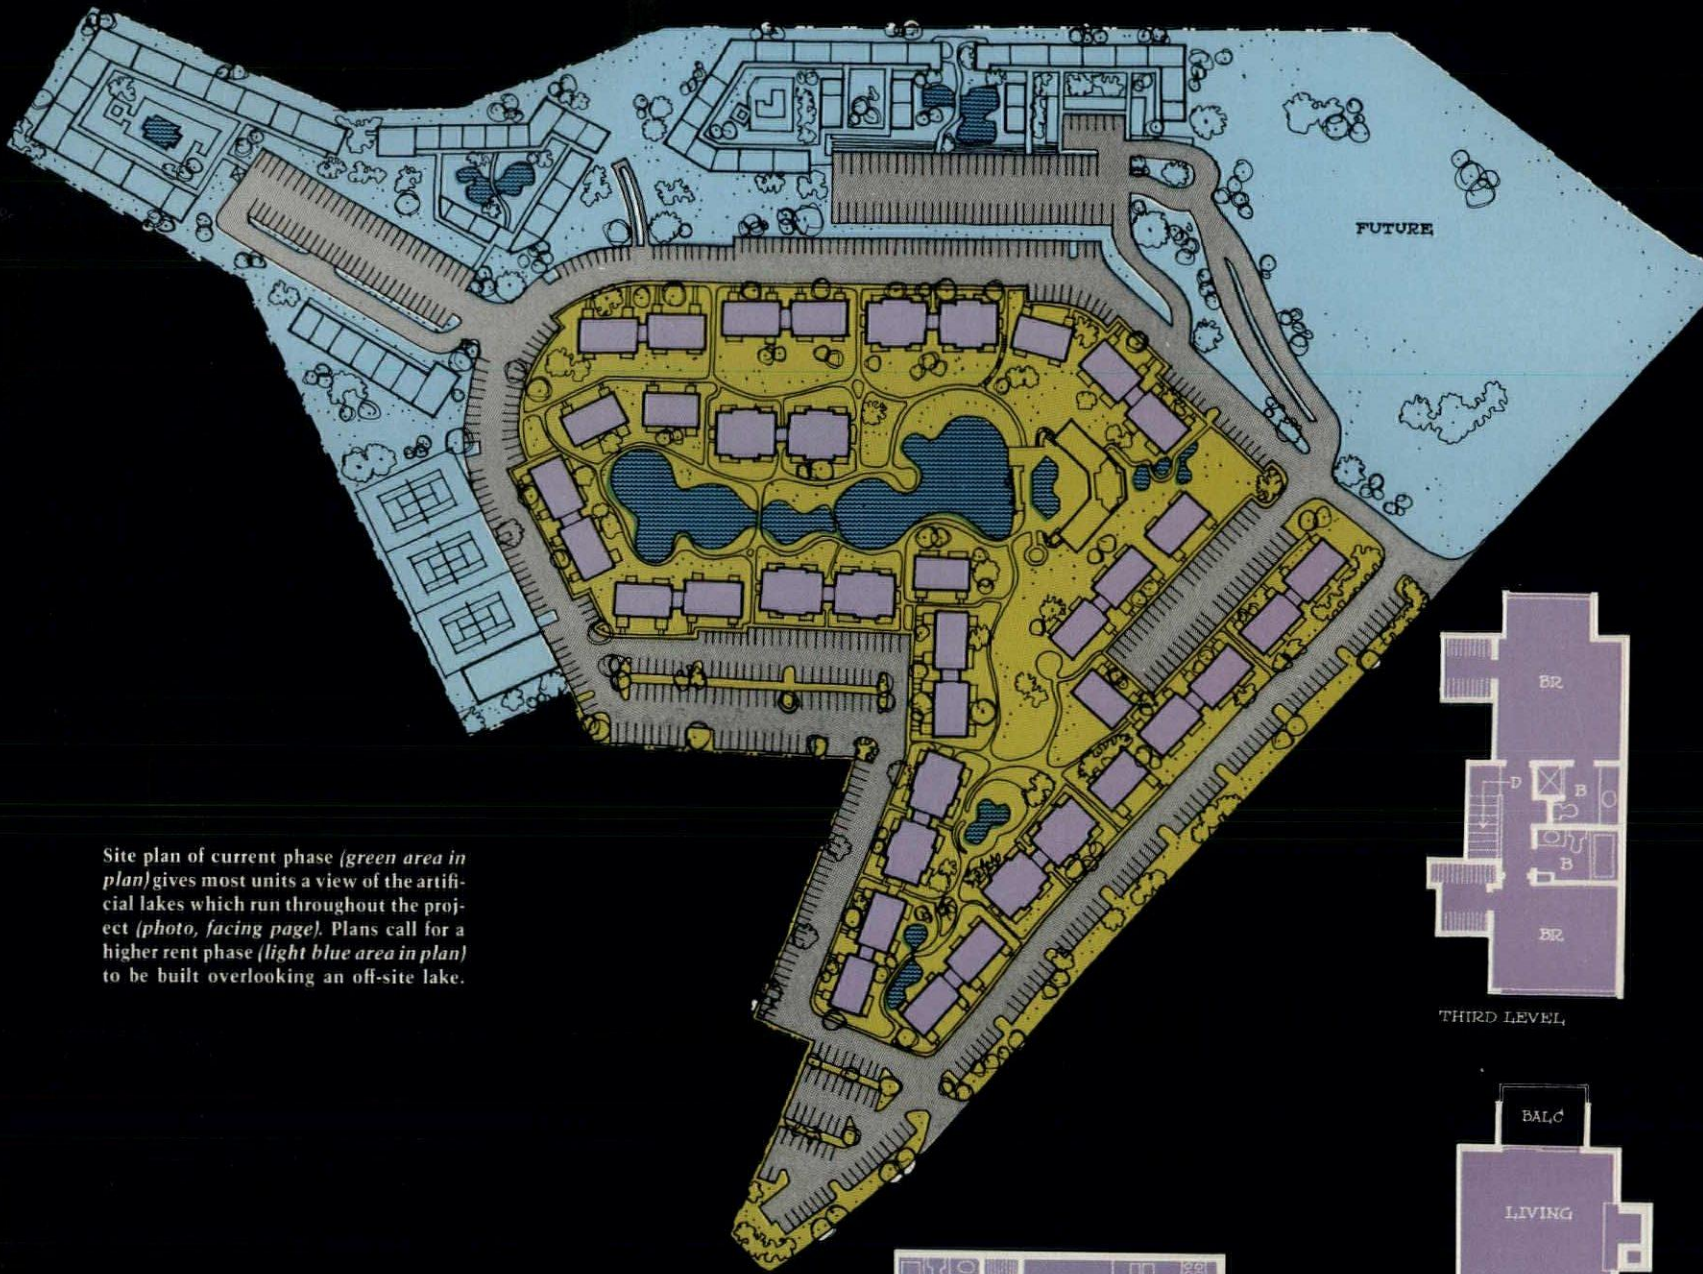 FUTURE
Site plan of current phase (green area in
plan) gives most units a view of the artifi-
cial lakes which run throughout the proj-
ect (photo, facing page). Plans call for a
higher rent phase (light blue area in plan)
to be built overlooking an off-site lake.
BR
D
B
B
BR
THIRD LEVEL
BALC
LIVING